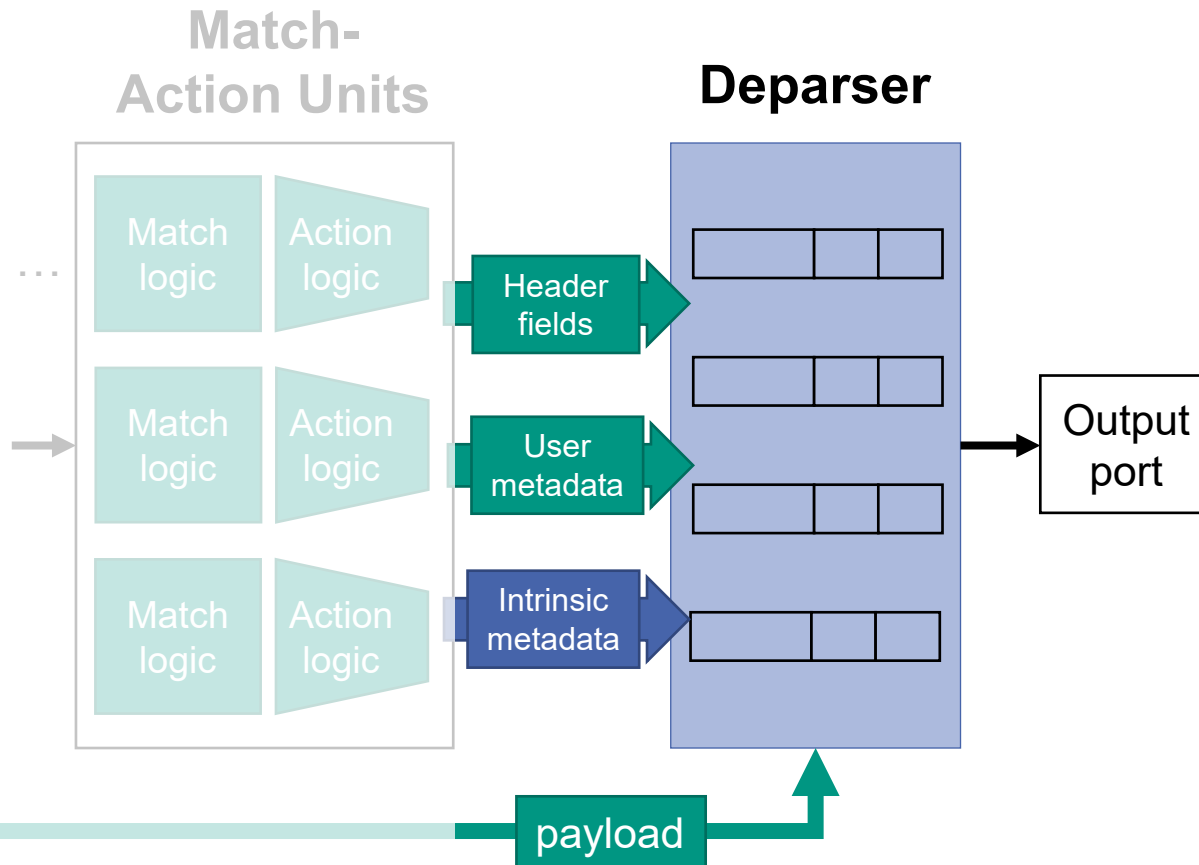 Match-
Action Units
Deparser
...
Match
logic
Action
logic
Header
fields
Match
logic
Action
logic
User
metadata
Output
port
Match
logic
Action
logic
Intrinsic
metadata
payload